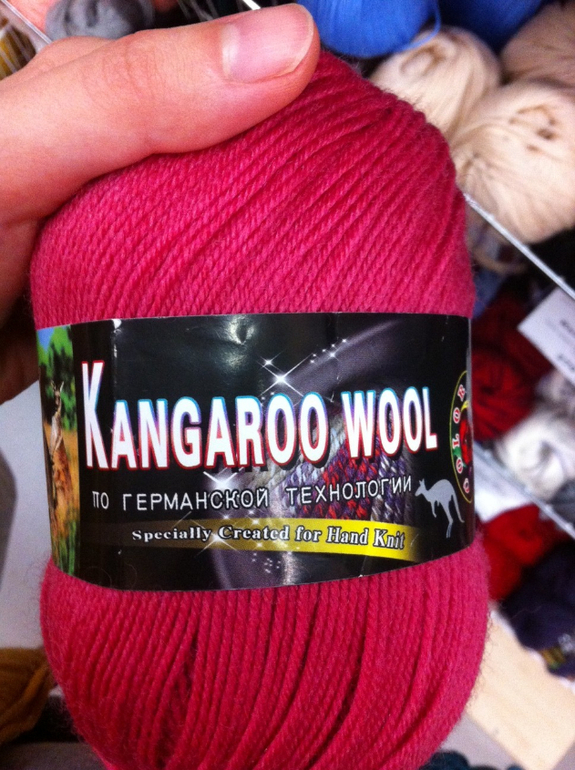 KANGAROO WOOL
ПО ГЕРМАНСКОЙ ТЕХНОЛОГИИ
Specially Created for Hand Knit